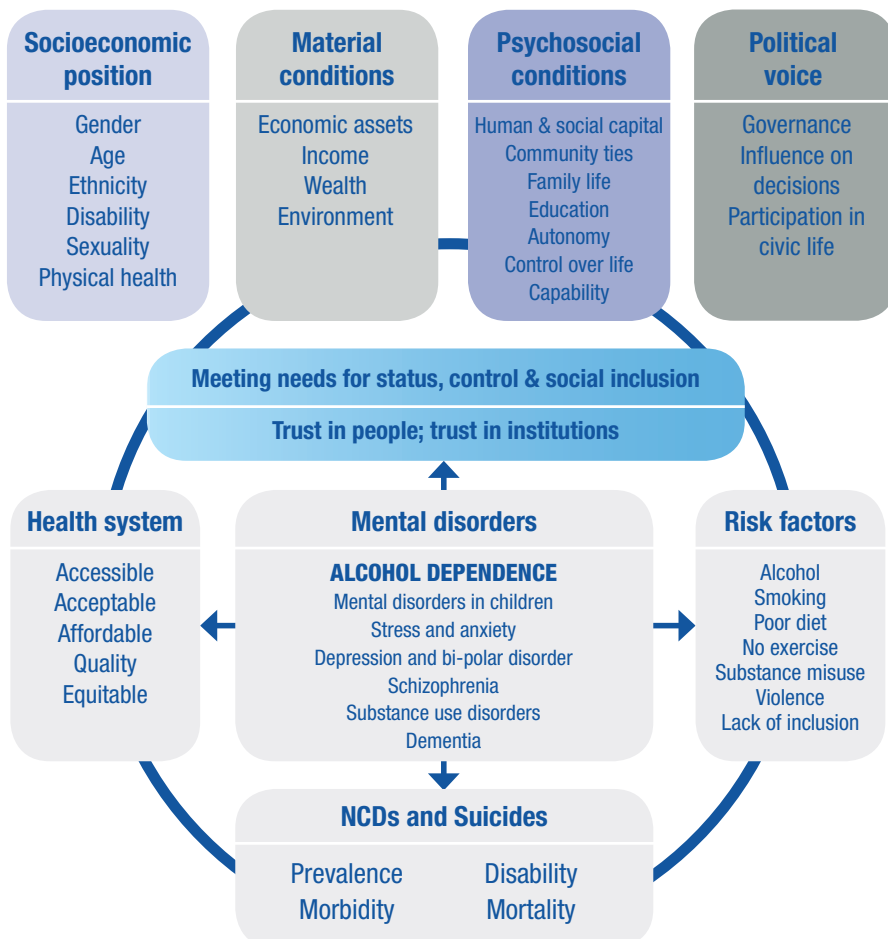 Socioeconomic
position
Gender
Age
Ethnicity
Disability
Sexuality
Physical health
Material
conditions
Economic assets
Income
Wealth
Environment
Psychosocial
conditions
Human & social capital
Community ties
Family life
Education
Autonomy
Control over life
Capability
Political
voice
Governance
Influence on
decisions
Participation in
civic life
Meeting needs for status, control & social inclusion
Trust in people; trust in institutions
Health system
Accessible
Acceptable
Affordable
Quality
Equitable
Mental disorders
ALCOHOL DEPENDENCE
Mental disorders in children
Stress and anxiety
Depression and bi-polar disorder
Schizophrenia
Substance use disorders
Dementia
Risk factors
Alcohol
Smoking
Poor diet
No exercise
Substance misuse
Violence
Lack of inclusion
NCDs and Suicides
Prevalence Disability
Morbidity Mortality